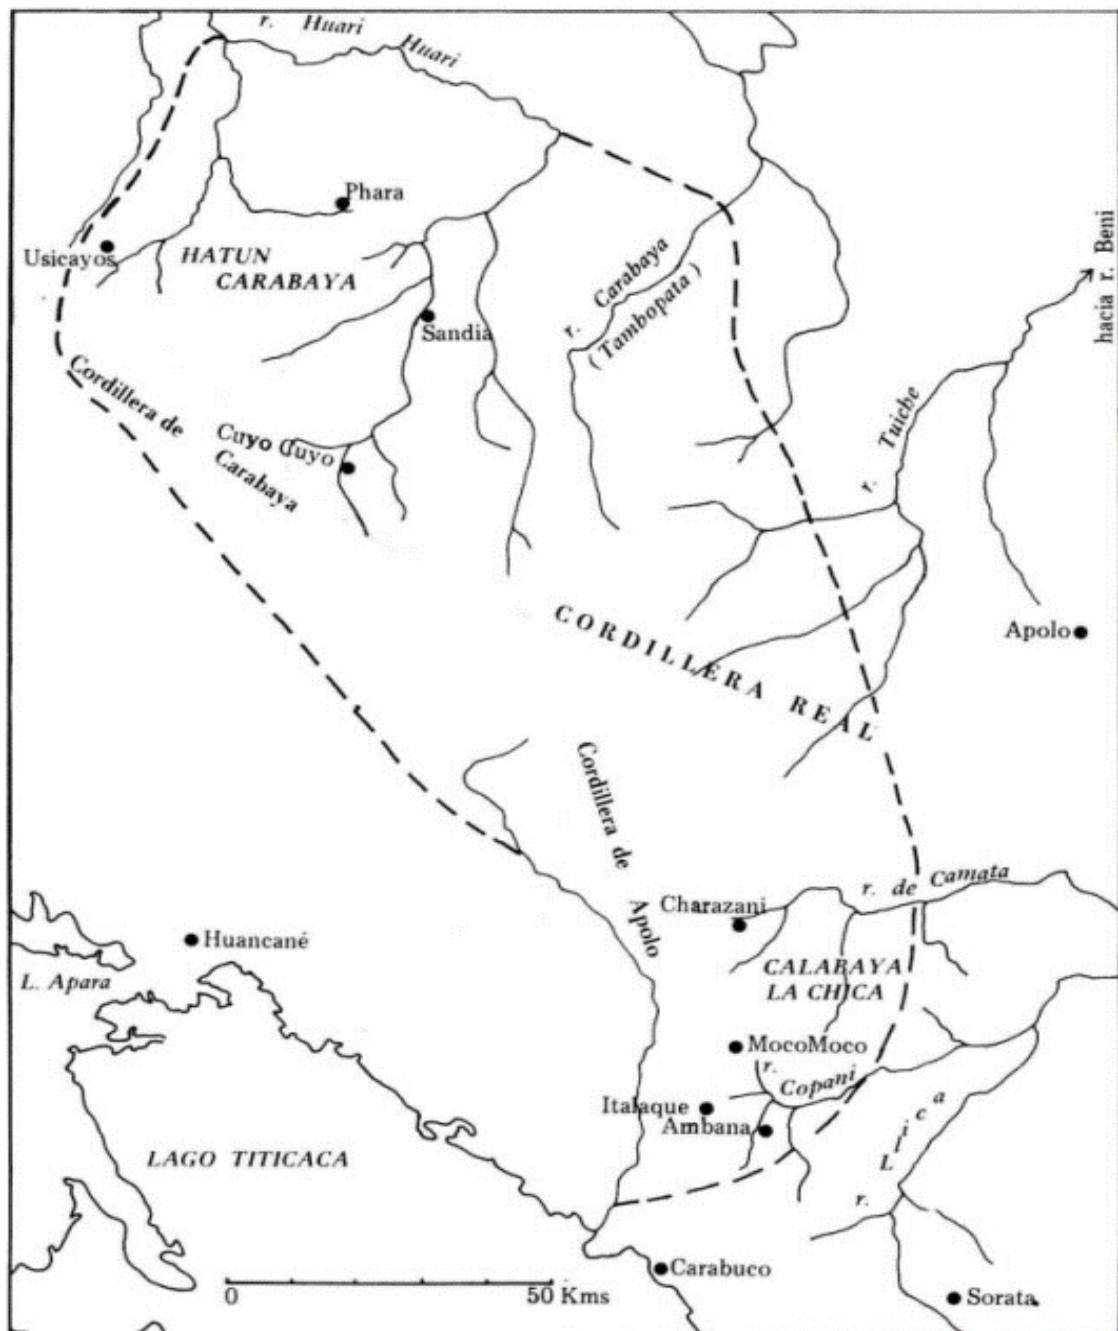 r. Huari Huari
Phara
Usicayos
HATUN
CARABAYA
r. Carabaya
(Tambopata)
hacia r. Beni
Sandia
Cordillera de
Carabaya
Cuyo Cuyo
r. Tuiche
Apolo
CORDILLERA REAL
Cordillera de Apolo
r. de Camata
Charazani
Huancané
L. Apara
CALABAYA
LA CHICA
MocoMoco
r. Copani
Italaque
Ambana
r. Llica
LAGO TITICACA
Carabuco
0 50 Kms
Sorata